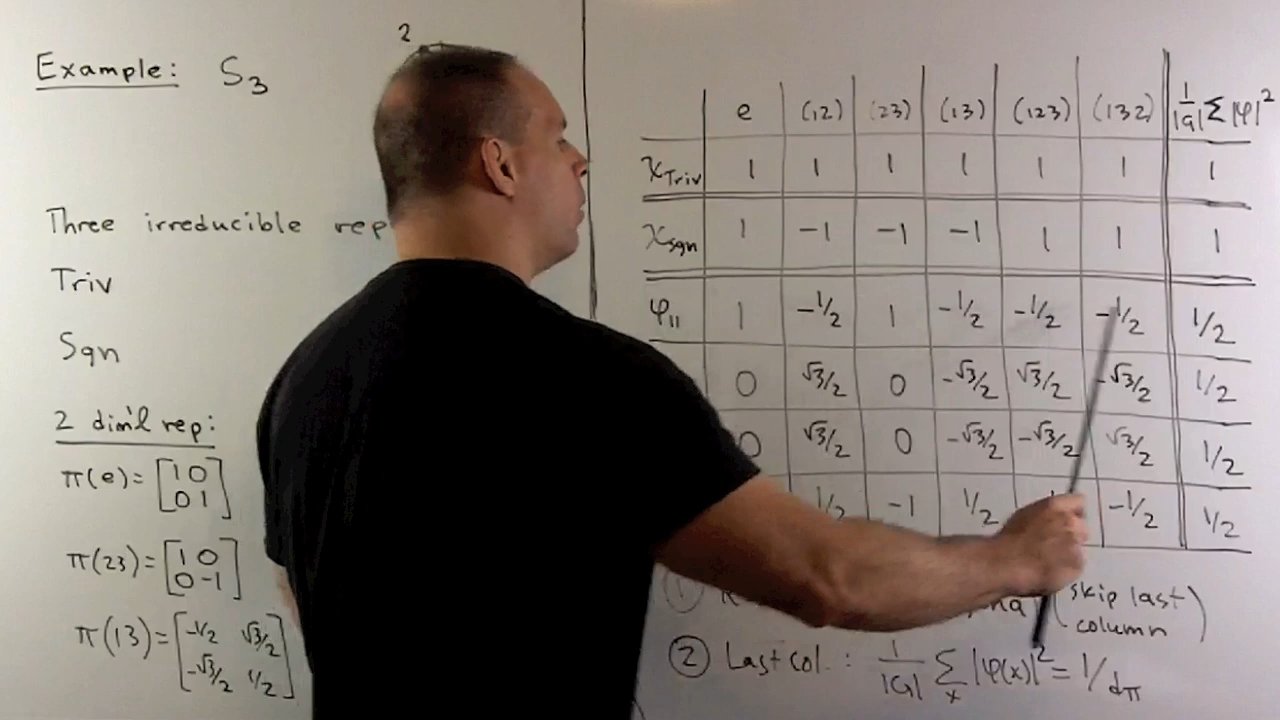 2
Example: S₃
Three irreducible rep
Triv
Sgn
2 dim'l rep:
π(e) = [1 0
0 1]
π(23) = [1 0
0 -1]
π(13) = [-1/2 √3/2
-√3/2 1/2]
e (12) (23) (13) (123) (132) 1/|G| Σ |φ|²
χTriv 1 1 1 1 1 1 1
χSgn 1 -1 -1 -1 1 1 1
φ₁₁ 1 -1/2 1 -1/2 -1/2 -1/2 1/2
0 √3/2 0 -√3/2 √3/2 -√3/2 1/2
0 √3/2 0 -√3/2 -√3/2 √3/2 1/2
1/2 -1 1/2 -1/2 1/2
① (skip last
column)
② Last col.: 1/|G| Σₓ |φ(x)|² = 1/dπ